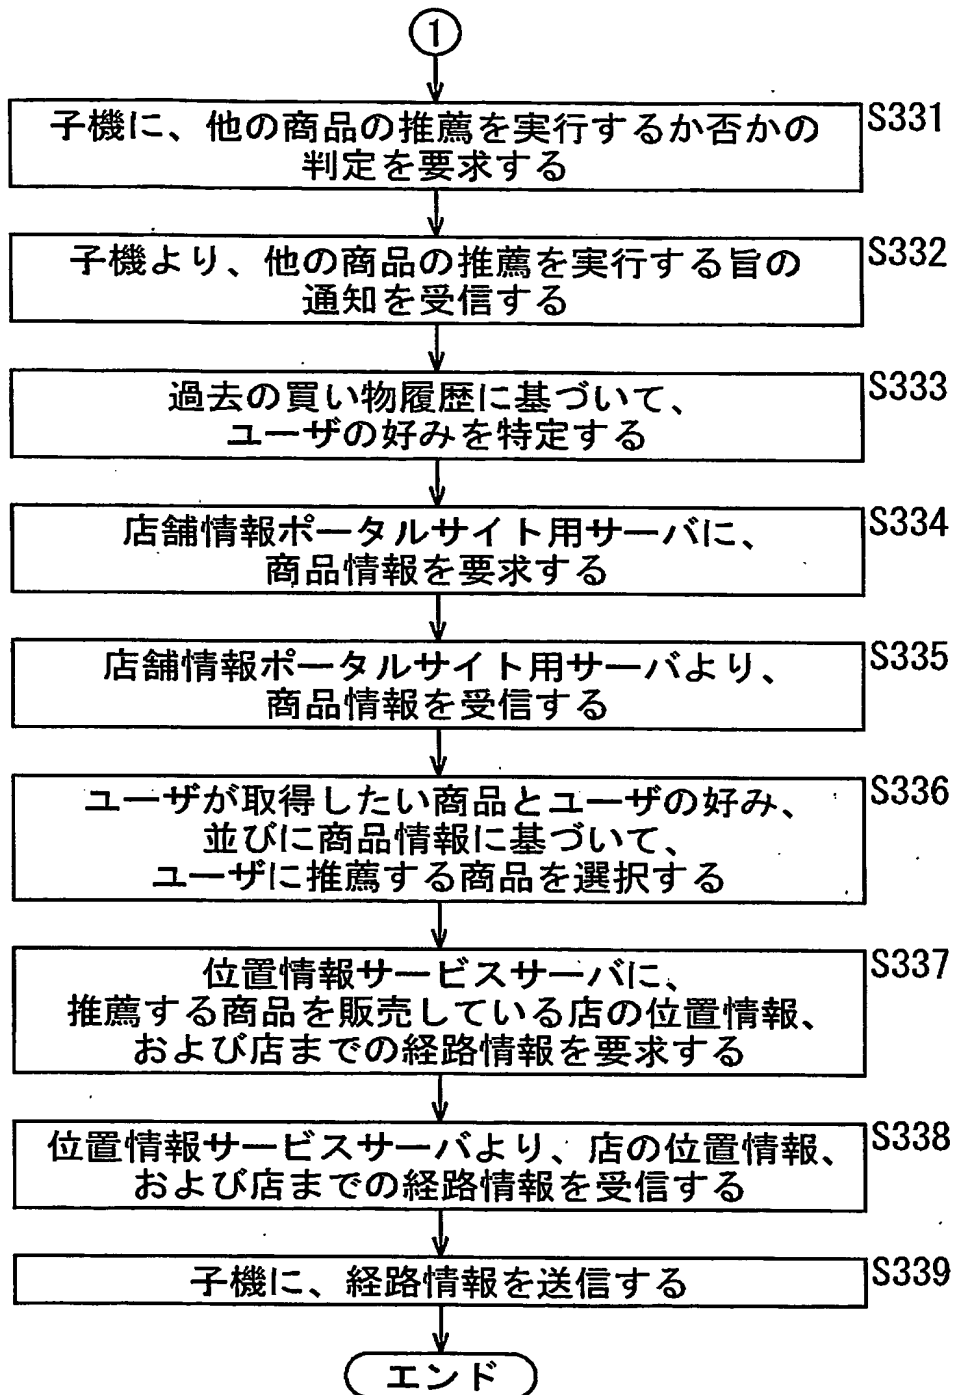 1
子機に、他の商品の推薦を実行するか否かの
判定を要求する
S331
子機より、他の商品の推薦を実行する旨の
通知を受信する
S332
過去の買い物履歴に基づいて、
ユーザの好みを特定する
S333
店舗情報ポータルサイト用サーバに、
商品情報を要求する
S334
店舗情報ポータルサイト用サーバより、
商品情報を受信する
S335
ユーザが取得したい商品とユーザの好み、
並びに商品情報に基づいて、
ユーザに推薦する商品を選択する
S336
位置情報サービスサーバに、
推薦する商品を販売している店の位置情報、
および店までの経路情報を要求する
S337
位置情報サービスサーバより、店の位置情報、
および店までの経路情報を受信する
S338
子機に、経路情報を送信する
S339
エンド